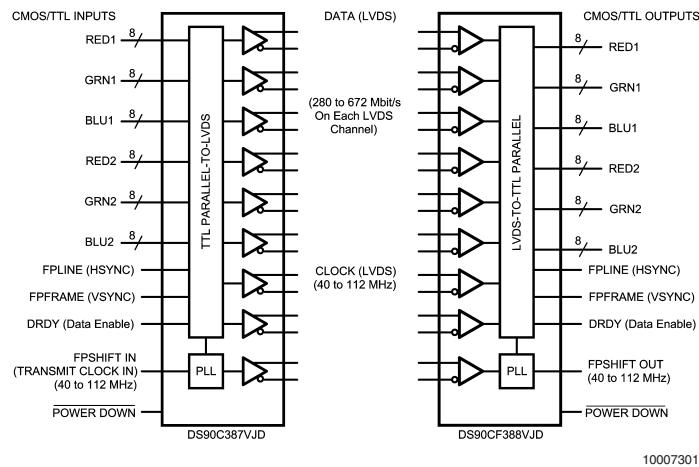 CMOS/TTL INPUTS
DATA (LVDS)
CMOS/TTL OUTPUTS
RED1 8
GRN1 8
BLU1 8
RED2 8
GRN2 8
BLU2 8
FPLINE (HSYNC)
FPFRAME (VSYNC)
DRDY (Data Enable)
FPSHIFT IN
(TRANSMIT CLOCK IN)
(40 to 112 MHz)
POWER DOWN
TTL PARALLEL-TO-LVDS
PLL
DS90C387VJD
(280 to 672 Mbit/s
On Each LVDS
Channel)
CLOCK (LVDS)
(40 to 112 MHz)
LVDS-TO-TTL PARALLEL
PLL
DS90CF388VJD
8 RED1
8 GRN1
8 BLU1
8 RED2
8 GRN2
8 BLU2
FPLINE (HSYNC)
FPFRAME (VSYNC)
DRDY (Data Enable)
FPSHIFT OUT
(40 to 112 MHz)
POWER DOWN
10007301